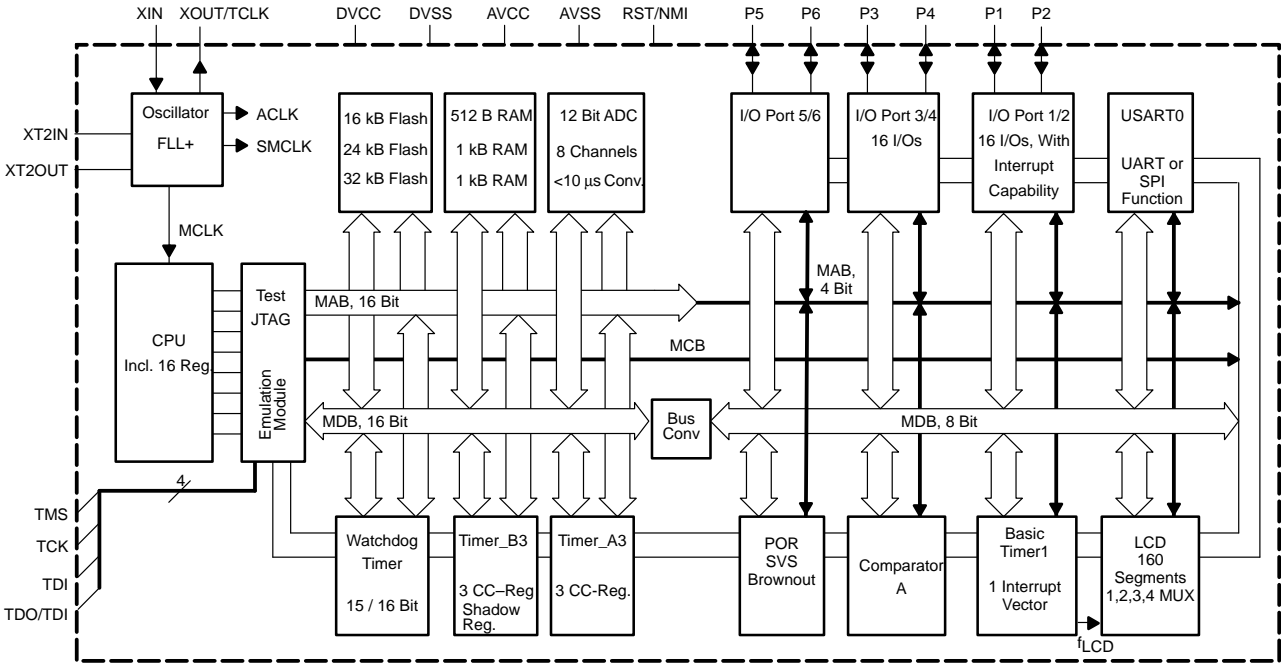 XIN
XOUT/TCLK
DVCC
DVSS
AVCC
AVSS
RST/NMI
P5
P6
P3
P4
P1
P2
XT2IN
XT2OUT
Oscillator
FLL+
ACLK
SMCLK
MCLK
16 kB Flash
24 kB Flash
32 kB Flash
512 B RAM
1 kB RAM
1 kB RAM
12 Bit ADC
8 Channels
<10 μs Conv.
I/O Port 5/6
I/O Port 3/4
16 I/Os
I/O Port 1/2
16 I/Os, With
Interrupt
Capability
USART0
UART or
SPI
Function
CPU
Incl. 16 Reg.
Test
JTAG
Emulation
Module
MAB, 16 Bit
MAB,
4 Bit
MCB
MDB, 16 Bit
Bus
Conv
MDB, 8 Bit
4
TMS
TCK
TDI
TDO/TDI
Watchdog
Timer
15 / 16 Bit
Timer_B3
3 CC–Reg
Shadow
Reg.
Timer_A3
3 CC-Reg.
POR
SVS
Brownout
Comparator
A
Basic
Timer1
1 Interrupt
Vector
fLCD
LCD
160
Segments
1,2,3,4 MUX